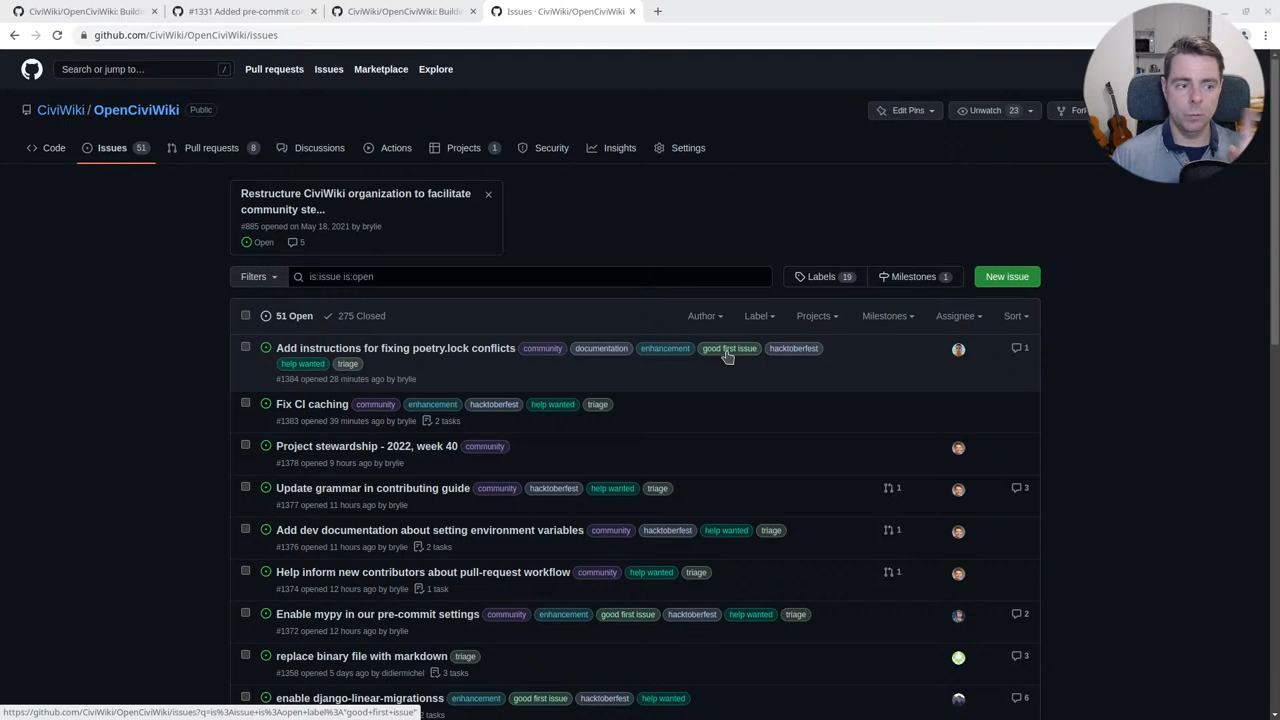 CiviWiki/OpenCiviWiki: Buildi
#1331 Added pre-commit co
CiviWiki/OpenCiviWiki: Buildi
Issues · CiviWiki/OpenCiviWiki
github.com/CiviWiki/OpenCiviWiki/issues
Search or jump to…
/
Pull requests
Issues
Marketplace
Explore
CiviWiki / OpenCiviWiki
Public
Edit Pins
Unwatch 23
Fork
Code
Issues 51
Pull requests 8
Discussions
Actions
Projects 1
Security
Insights
Settings
Restructure CiviWiki organization to facilitate
community ste...
#885 opened on May 18, 2021 by brylie
Open 5
Filters
is:issue is:open
Labels 19
Milestones 1
New issue
51 Open
275 Closed
Author
Label
Projects
Milestones
Assignee
Sort
Add instructions for fixing poetry.lock conflicts community documentation enhancement good first issue hacktoberfest
1
help wanted triage
#1384 opened 28 minutes ago by brylie
Fix CI caching community enhancement hacktoberfest help wanted triage
#1383 opened 39 minutes ago by brylie 2 tasks
Project stewardship - 2022, week 40 community
#1378 opened 9 hours ago by brylie
Update grammar in contributing guide community hacktoberfest help wanted triage
1
3
#1377 opened 11 hours ago by brylie
Add dev documentation about setting environment variables community hacktoberfest help wanted triage
1
#1376 opened 11 hours ago by brylie 2 tasks
Help inform new contributors about pull-request workflow community help wanted triage
1
#1374 opened 12 hours ago by brylie 1 task
Enable mypy in our pre-commit settings community enhancement good first issue hacktoberfest help wanted triage
2
#1372 opened 12 hours ago by brylie
replace binary file with markdown triage
3
#1358 opened 5 days ago by didiermichel 3 tasks
enable django-linear-migrationss enhancement good first issue hacktoberfest help wanted
6
https://github.com/CiviWiki/OpenCiviWiki/issues?q=is%3Aissue+is%3Aopen+label%3A"good+first+issue"
2 tasks